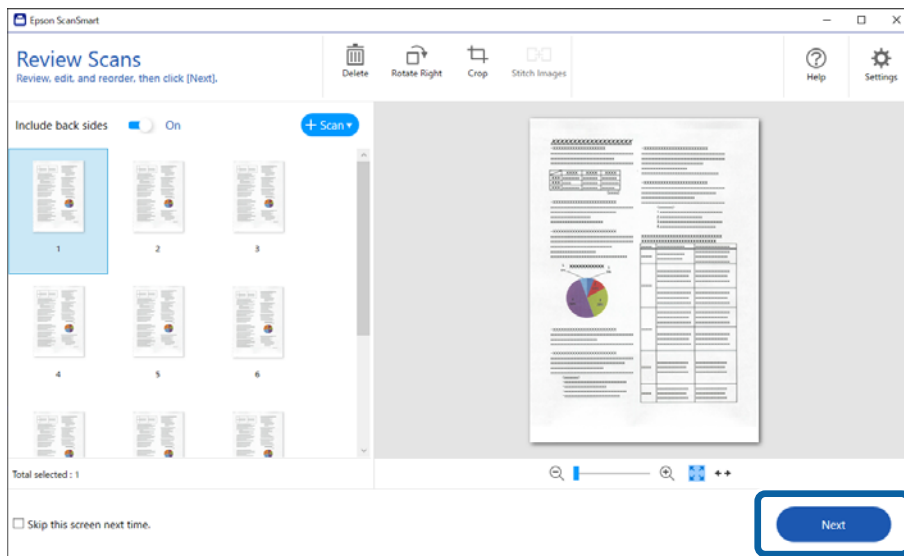 Epson ScanSmart
Review Scans
Review, edit, and reorder, then click [Next].
Delete
Rotate Right
Crop
Stitch Images
Help
Settings
Include back sides
On
+ Scan
1
2
3
4
5
6
Total selected : 1
Skip this screen next time.
Next